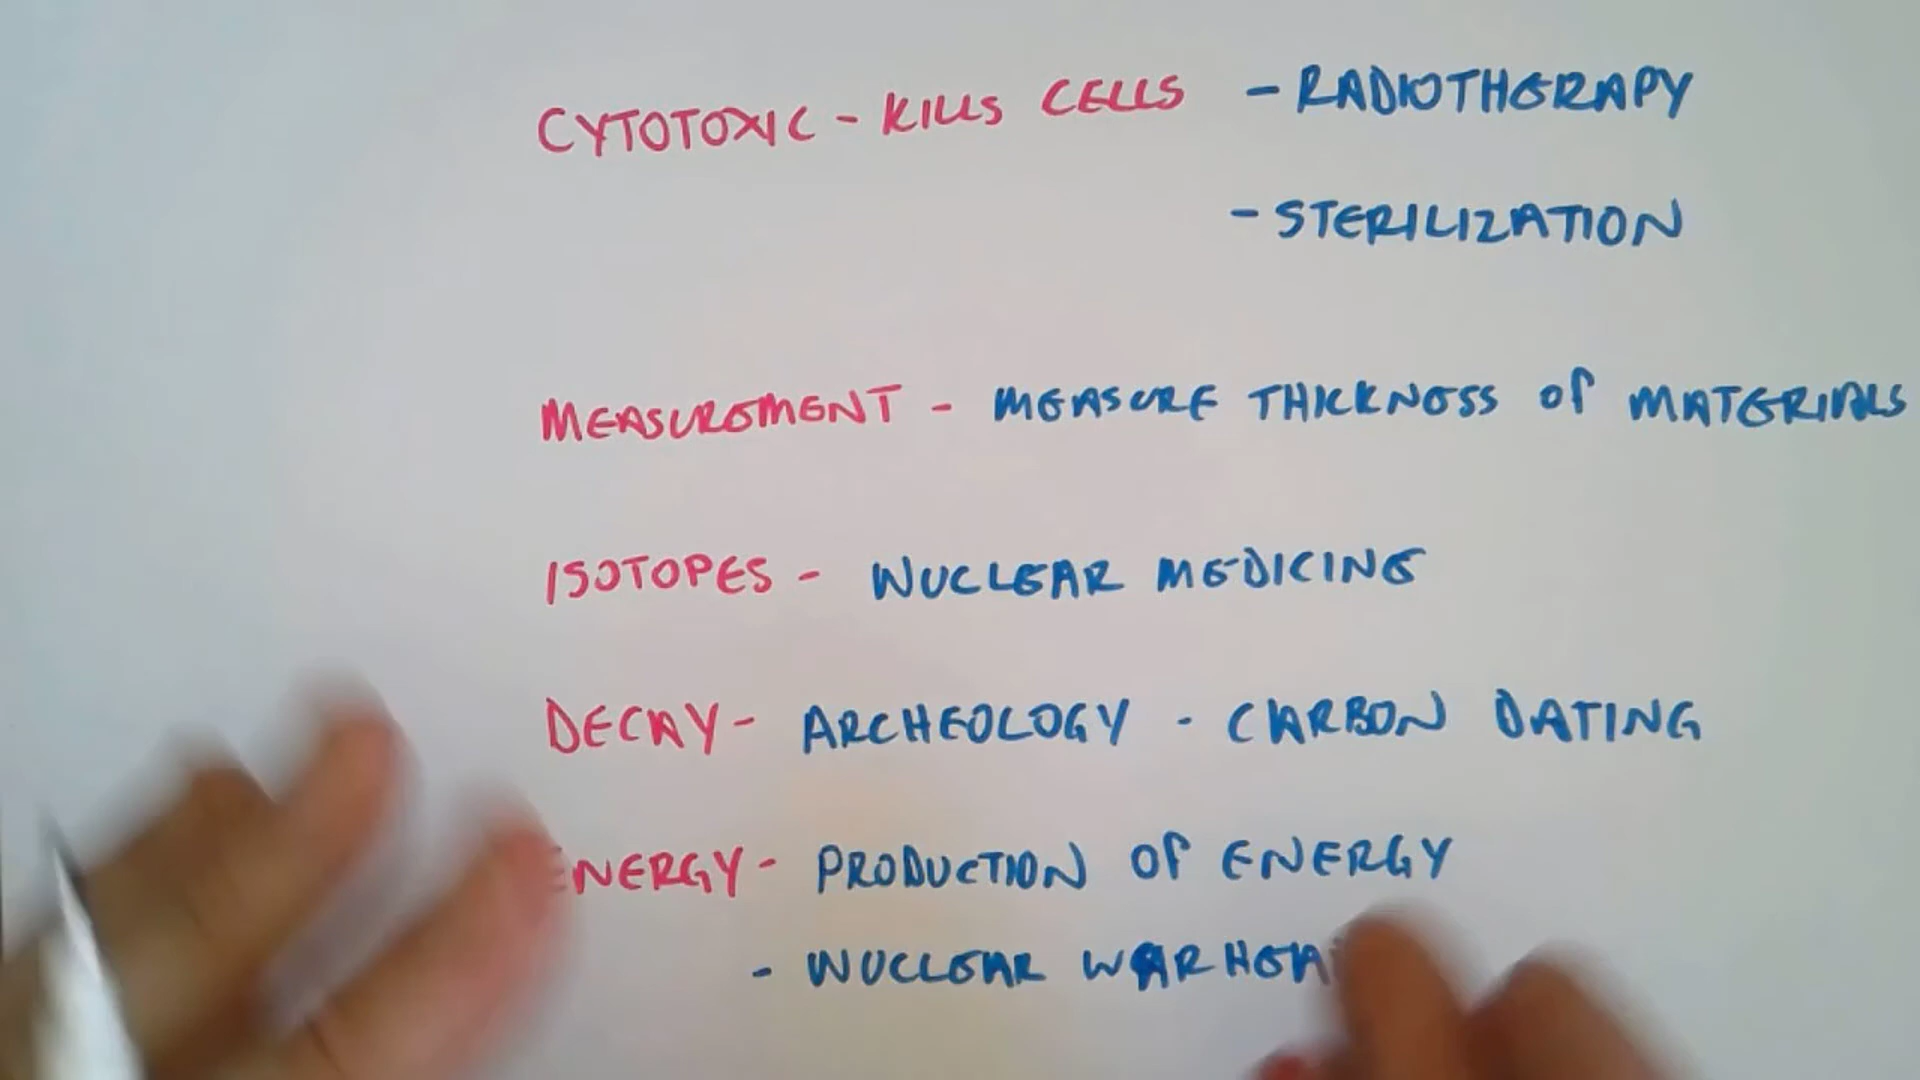 CYTOTOXIC - KILLS CELLS - RADIOTHERAPY
- STERILIZATION
MEASUREMENT - MEASURE THICKNESS OF MATERIALS
ISOTOPES - NUCLEAR MEDICINE
DECAY - ARCHEOLOGY - CARBON DATING
ENERGY - PRODUCTION OF ENERGY
- NUCLEAR